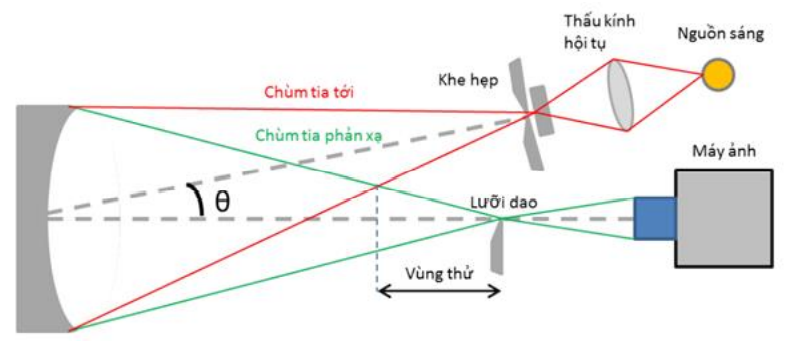 Thấu kính
hội tụ
Nguồn sáng
Khe hẹp
Chùm tia tới
Chùm tia phản xạ
Máy ảnh
θ
Lưỡi dao
Vùng thử